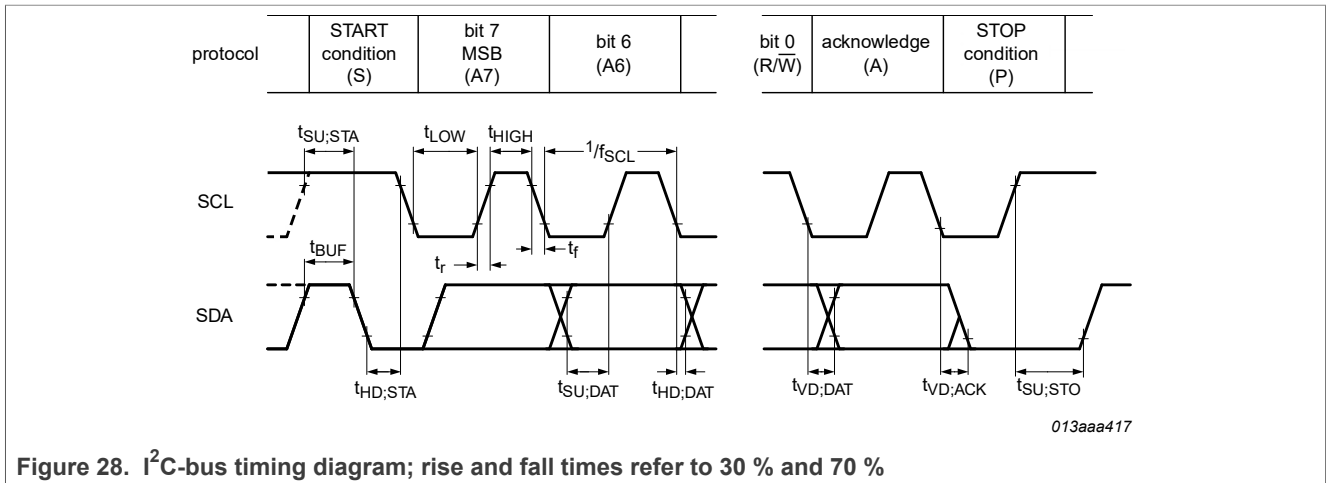 protocol
START
condition
(S)
bit 7
MSB
(A7)
bit 6
(A6)
bit 0
(R/W̅)
acknowledge
(A)
STOP
condition
(P)
tSU;STA
tLOW
tHIGH
1/fSCL
SCL
tBUF
tr
tf
SDA
tHD;STA
tSU;DAT
tHD;DAT
tVD;DAT
tVD;ACK
tSU;STO
013aaa417
Figure 28. I²C-bus timing diagram; rise and fall times refer to 30 % and 70 %